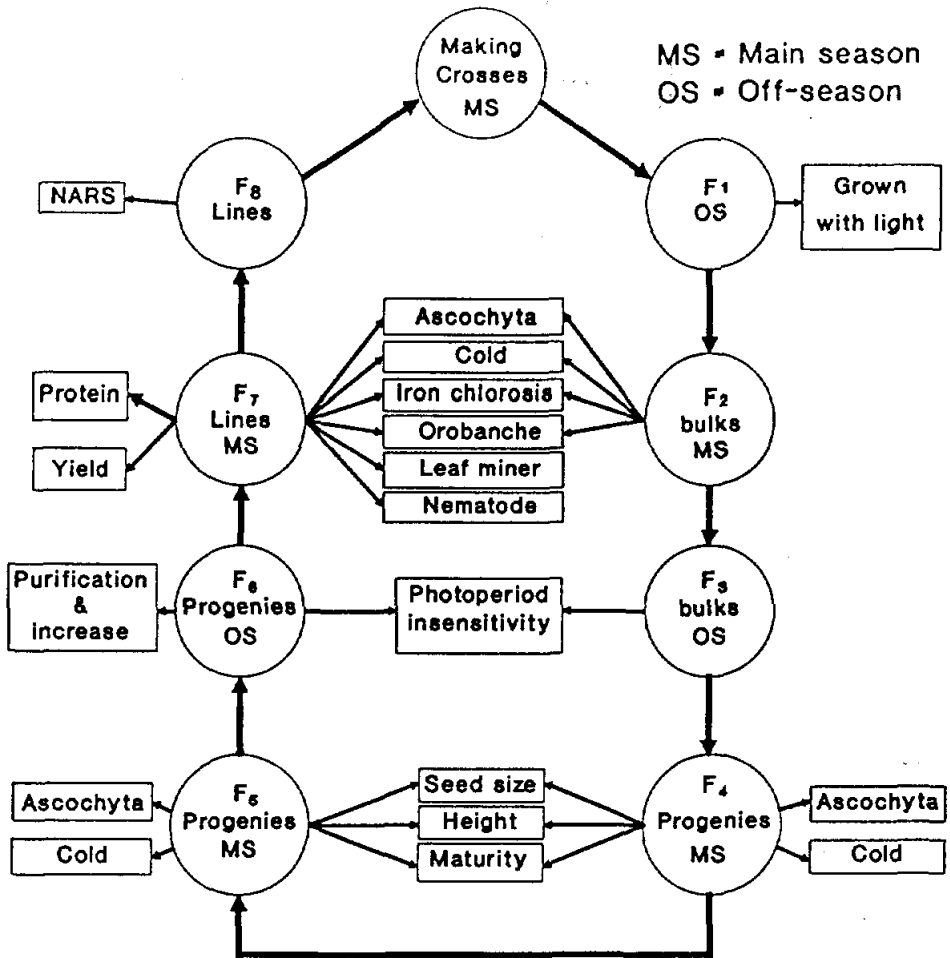 Making
Crosses
MS
MS = Main season
OS = Off-season
F8
Lines
NARS
F1
OS
Grown
with light
Ascochyta
Cold
Iron chlorosis
Orobanche
Leaf miner
Nematode
Protein
Yield
F7
Lines
MS
F2
bulks
MS
Purification
&
increase
F6
Progenies
OS
Photoperiod
insensitivity
F3
bulks
OS
Ascochyta
Cold
F5
Progenies
MS
Seed size
Height
Maturity
F4
Progenies
MS
Ascochyta
Cold